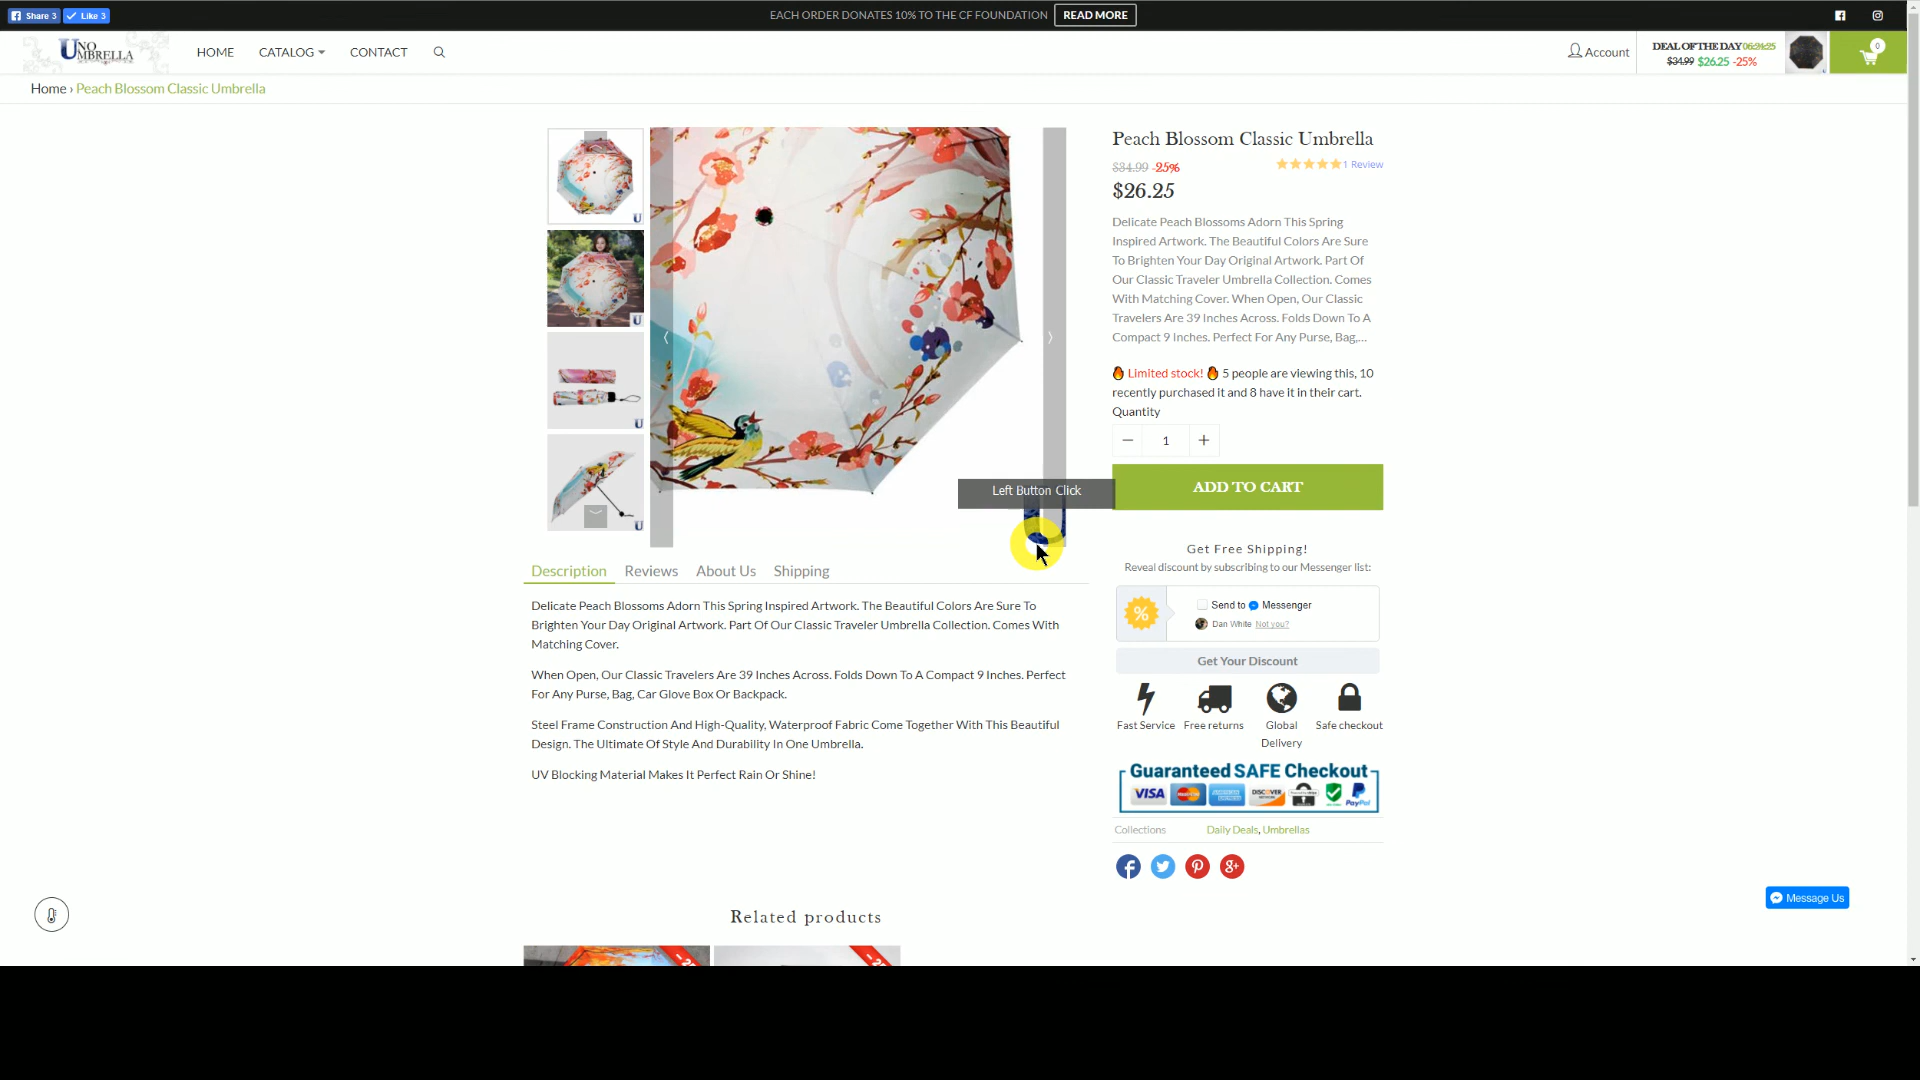 Share 3
Like 3
EACH ORDER DONATES 10% TO THE CF FOUNDATION
READ MORE
UNO UMBRELLA
HOME
CATALOG
CONTACT
Account
DEAL OF THE DAY 06:24:25
$34.99 $26.25 -25%
0
Home › Peach Blossom Classic Umbrella
Peach Blossom Classic Umbrella
$34.99 -25%
1 Review
$26.25
Delicate Peach Blossoms Adorn This Spring
Inspired Artwork. The Beautiful Colors Are Sure
To Brighten Your Day Original Artwork. Part Of
Our Classic Traveler Umbrella Collection. Comes
With Matching Cover. When Open, Our Classic
Travelers Are 39 Inches Across. Folds Down To A
Compact 9 Inches. Perfect For Any Purse, Bag,...
Limited stock! 5 people are viewing this, 10
recently purchased it and 8 have it in their cart.
Quantity
1
Left Button Click
ADD TO CART
Get Free Shipping!
Reveal discount by subscribing to our Messenger list:
Send to Messenger
Dan White Not you?
Get Your Discount
Fast Service
Free returns
Global
Delivery
Safe checkout
Guaranteed SAFE Checkout
VISA
DISCOVER
PayPal
Collections
Daily Deals, Umbrellas
Description
Reviews
About Us
Shipping
Delicate Peach Blossoms Adorn This Spring Inspired Artwork. The Beautiful Colors Are Sure To
Brighten Your Day Original Artwork. Part Of Our Classic Traveler Umbrella Collection. Comes With
Matching Cover.
When Open, Our Classic Travelers Are 39 Inches Across. Folds Down To A Compact 9 Inches. Perfect
For Any Purse, Bag, Car Glove Box Or Backpack.
Steel Frame Construction And High-Quality, Waterproof Fabric Come Together With This Beautiful
Design. The Ultimate Of Style And Durability In One Umbrella.
UV Blocking Material Makes It Perfect Rain Or Shine!
Message Us
Related products